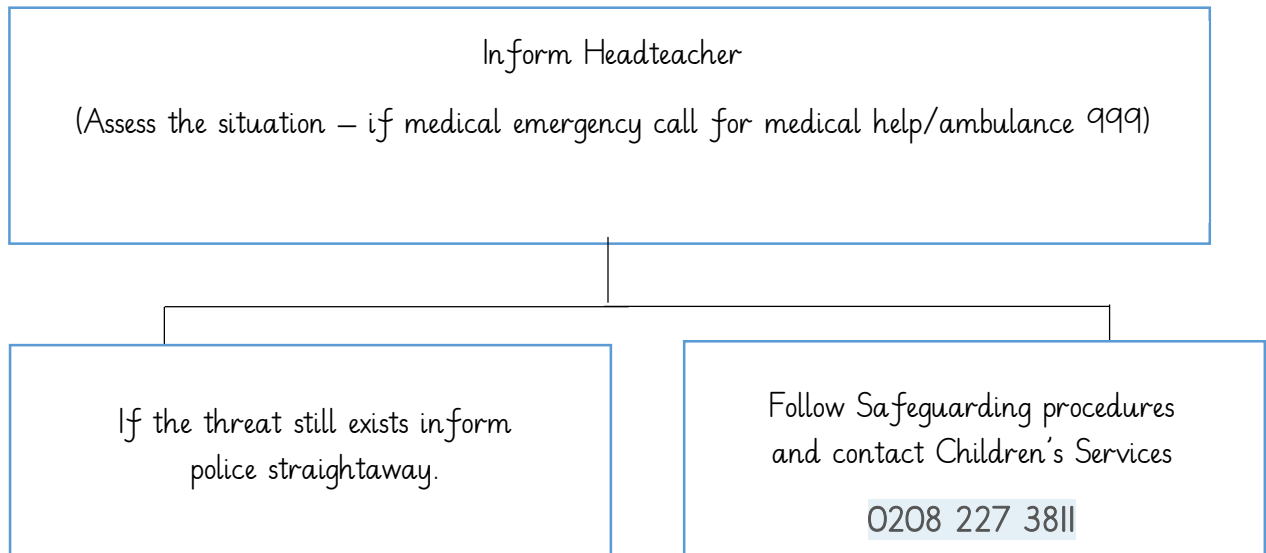 Inform Headteacher
(Assess the situation – if medical emergency call for medical help/ambulance 999)
If the threat still exists inform
police straightaway.
Follow Safeguarding procedures
and contact Children's Services
0208 227 3811